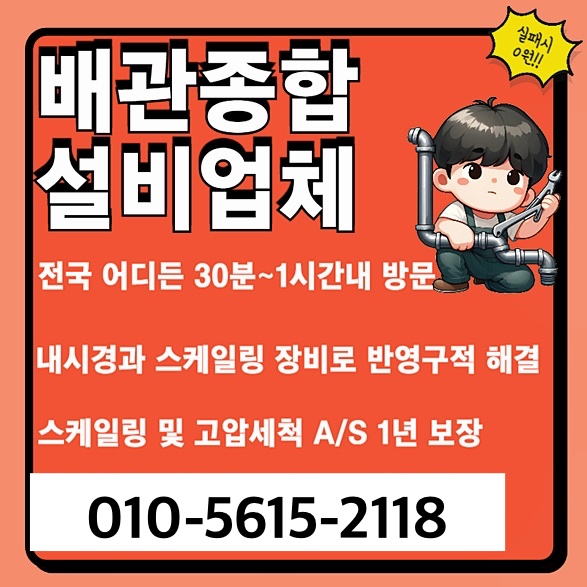 실패시
0원!!
배관종합
설비업체
전국 어디든 30분~1시간내 방문
내시경과 스케일링 장비로 반영구적 해결
스케일링 및 고압세척 A/S 1년 보장
010-5615-2118